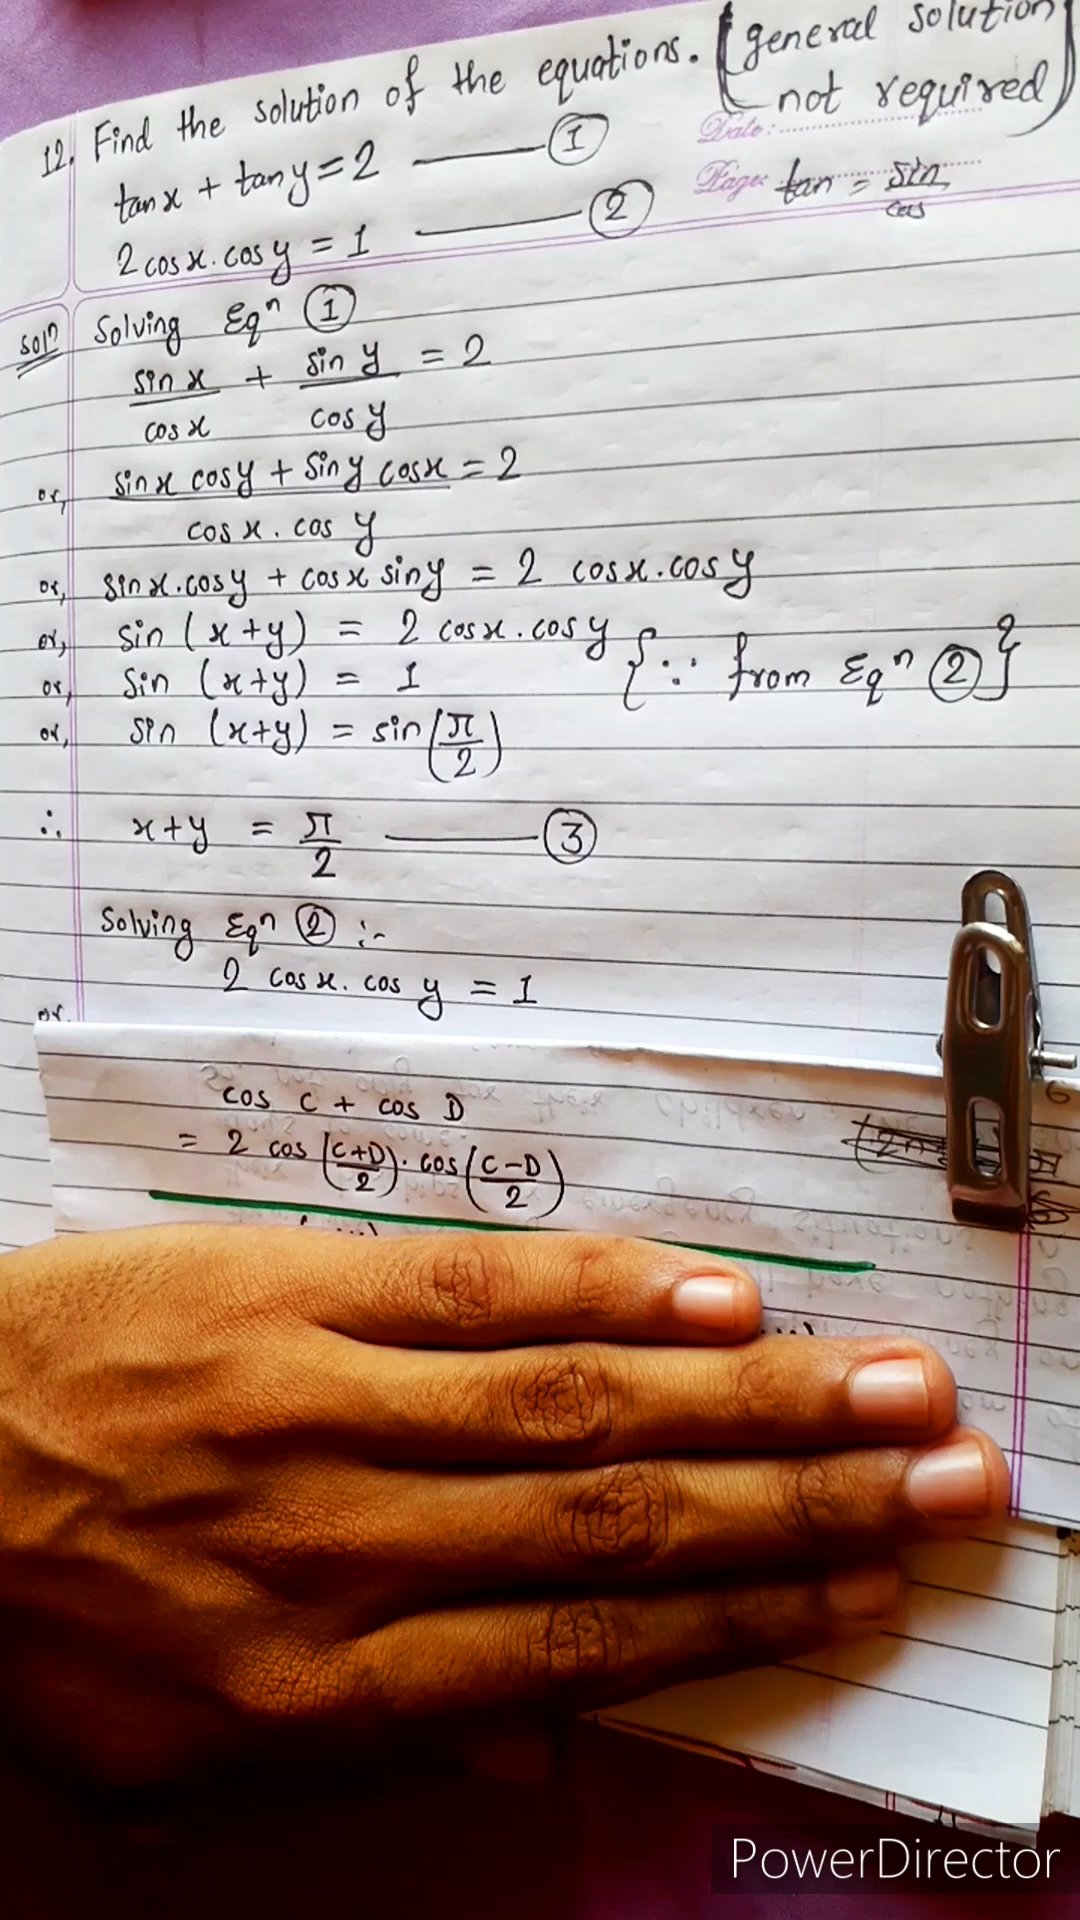 12. Find the solution of the equations. (general solution not required)
Date:
Page:
tan x + tan y = 2 —— ①
tan = sin/cos
2 cos x. cos y = 1 —— ②
Solⁿ Solving Eqⁿ ①
sin x/cos x + sin y/cos y = 2
or, sin x cos y + sin y cos x/cos x. cos y = 2
or, sin x. cos y + cos x sin y = 2 cos x. cos y
or, sin (x+y) = 2 cos x. cos y
or, sin (x+y) = 1 {∵ from Eqⁿ ②}
or, sin (x+y) = sin (π/2)
∴ x+y = π/2 —— ③
Solving Eqⁿ ② :-
2 cos x. cos y = 1
or,
cos C + cos D
= 2 cos (C+D/2). cos (C-D/2)
PowerDirector